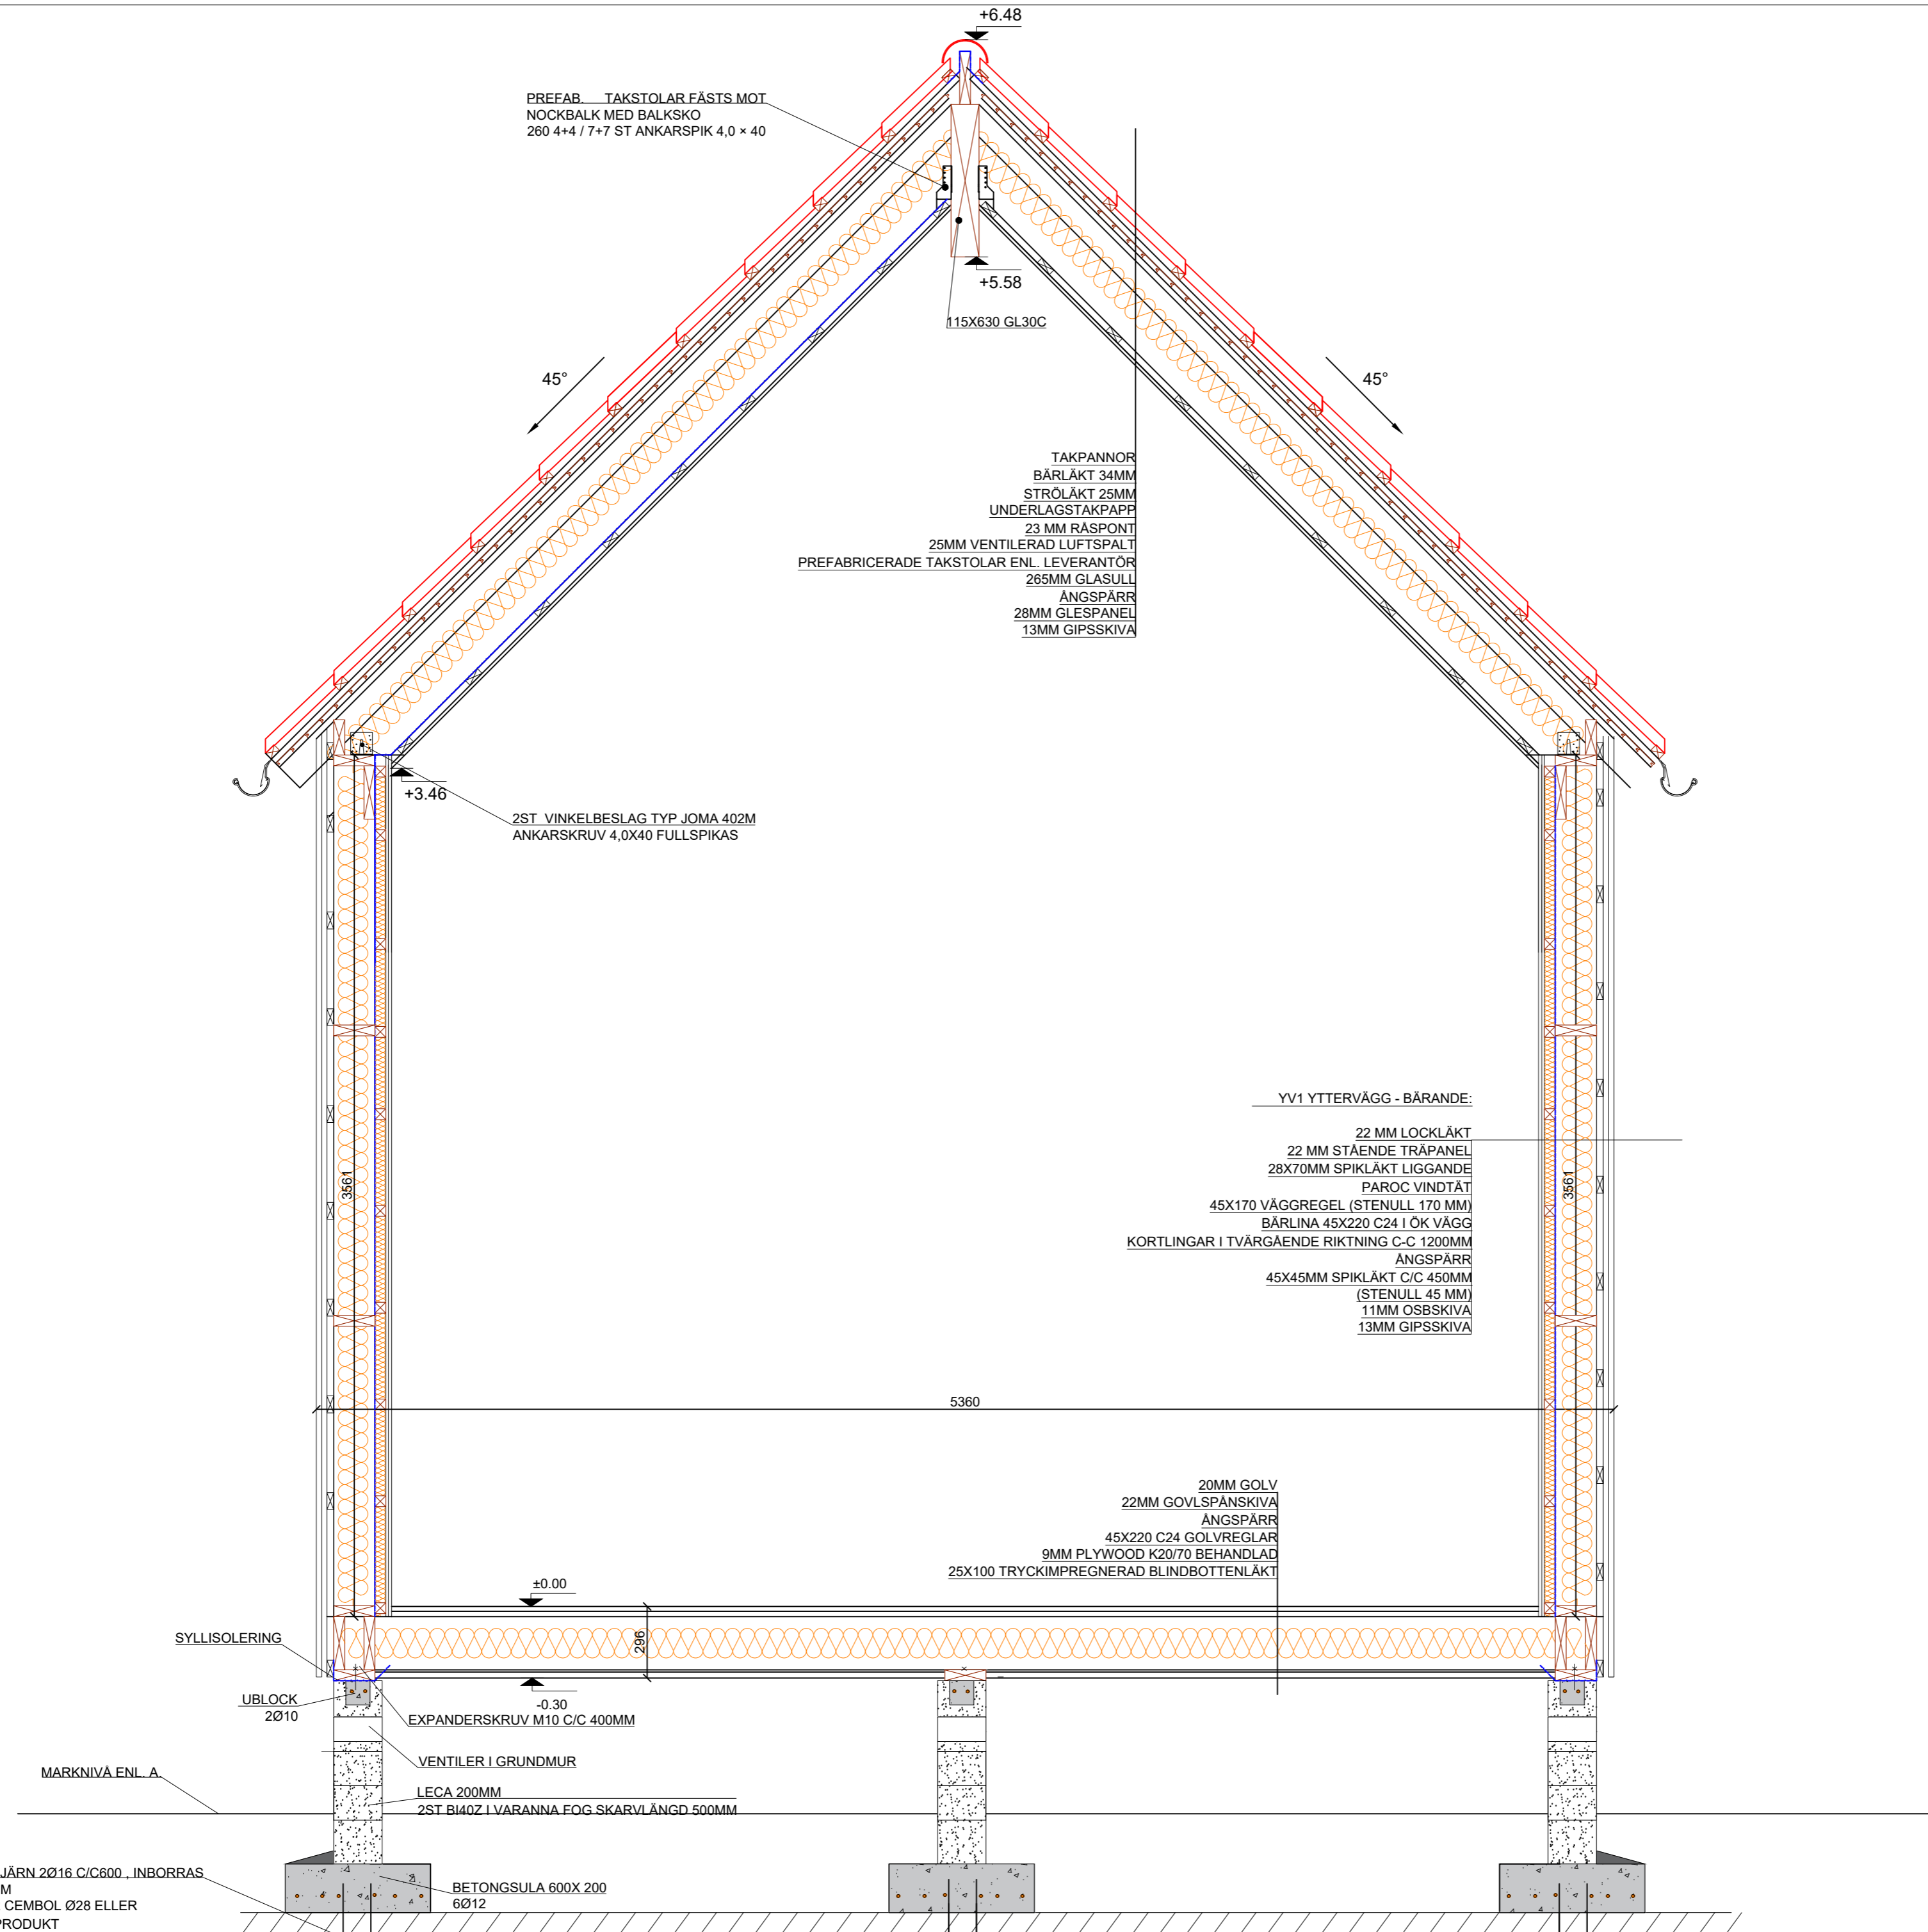 +6.48
PREFAB. TAKSTOLAR FÄSTS MOT
NOCKBALK MED BALKSKO
260 4+4 / 7+7 ST ANKARSPIK 4,0 × 40
+5.58
115X630 GL30C
45°
45°
TAKPANNOR
BÄRLÄKT 34MM
STRÖLÄKT 25MM
UNDERLAGSTAKPAPP
23 MM RÅSPONT
25MM VENTILERAD LUFTSPALT
PREFABRICERADE TAKSTOLAR ENL. LEVERANTÖR
265MM GLASULL
ÅNGSPÄRR
28MM GLESPANEL
13MM GIPSSKIVA
+3.46
2ST VINKELBESLAG TYP JOMA 402M
ANKARSKRUV 4,0X40 FULLSPIKAS
YV1 YTTERVÄGG - BÄRANDE:
22 MM LOCKLÄKT
22 MM STÅENDE TRÄPANEL
28X70MM SPIKLÄKT LIGGANDE
PAROC VINDTÄT
45X170 VÄGGREGEL (STENULL 170 MM)
BÄRLINA 45X220 C24 I ÖK VÄGG
KORTLINGAR I TVÄRGÅENDE RIKTNING C-C 1200MM
ÅNGSPÄRR
45X45MM SPIKLÄKT C/C 450MM
(STENULL 45 MM)
11MM OSBSKIVA
13MM GIPSSKIVA
3561
3561
5360
20MM GOLV
22MM GOVLSPÅNSKIVA
ÅNGSPÄRR
45X220 C24 GOLVREGLAR
9MM PLYWOOD K20/70 BEHANDLAD
25X100 TRYCKIMPREGNERAD BLINDBOTTENLÄKT
±0.00
296
SYLLISOLERING
-0.30
UBLOCK
2Ø10
EXPANDERSKRUV M10 C/C 400MM
VENTILER I GRUNDMUR
MARKNIVÅ ENL. A.
LECA 200MM
2ST BI40Z I VARANNA FOG SKARVLÄNGD 500MM
JÄRN 2Ø16 C/C600 , INBORRAS
M
CEMBOL Ø28 ELLER
PRODUKT
BETONGSULA 600X 200
6Ø12